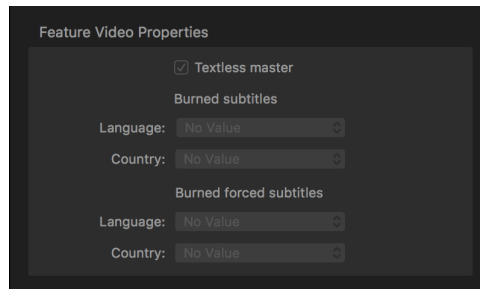 Feature Video Properties
Textless master
Burned subtitles
Language: No Value
Country: No Value
Burned forced subtitles
Language: No Value
Country: No Value